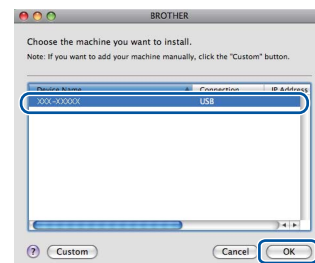 BROTHER
Choose the machine you want to install.
Note: If you want to add your machine manually, click the "Custom" button.
Device Name Connection IP Address
XXX-XXXXX USB
? Custom Cancel OK